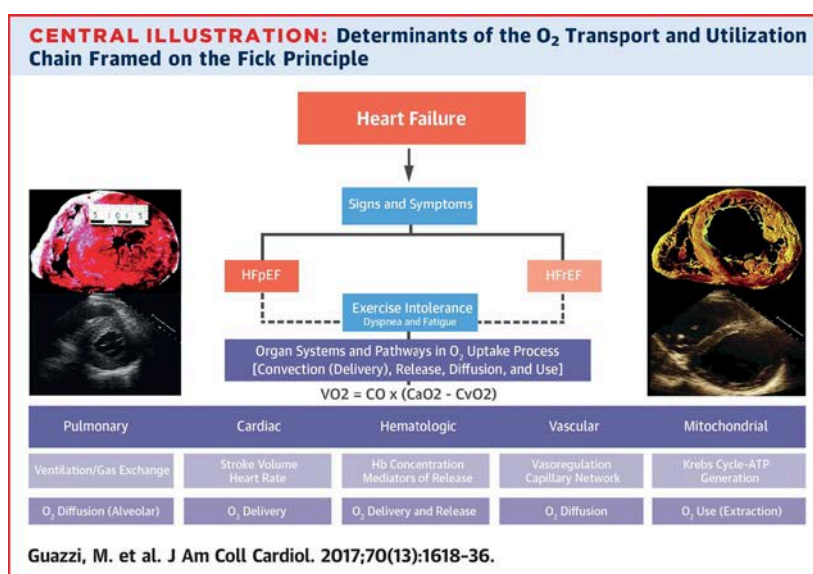 CENTRAL ILLUSTRATION: Determinants of the O₂ Transport and Utilization
Chain Framed on the Fick Principle
Heart Failure
Signs and Symptoms
HFpEF
HFrEF
Exercise Intolerance
Dyspnea and Fatigue
Organ Systems and Pathways in O₂ Uptake Process
[Convection (Delivery), Release, Diffusion, and Use]
VO2 = CO x (CaO2 - CvO2)
Pulmonary
Cardiac
Hematologic
Vascular
Mitochondrial
Ventilation/Gas Exchange
Stroke Volume
Heart Rate
Hb Concentration
Mediators of Release
Vasoregulation
Capillary Network
Krebs Cycle-ATP
Generation
O₂ Diffusion (Alveolar)
O₂ Delivery
O₂ Delivery and Release
O₂ Diffusion
O₂ Use (Extraction)
Guazzi, M. et al. J Am Coll Cardiol. 2017;70(13):1618-36.